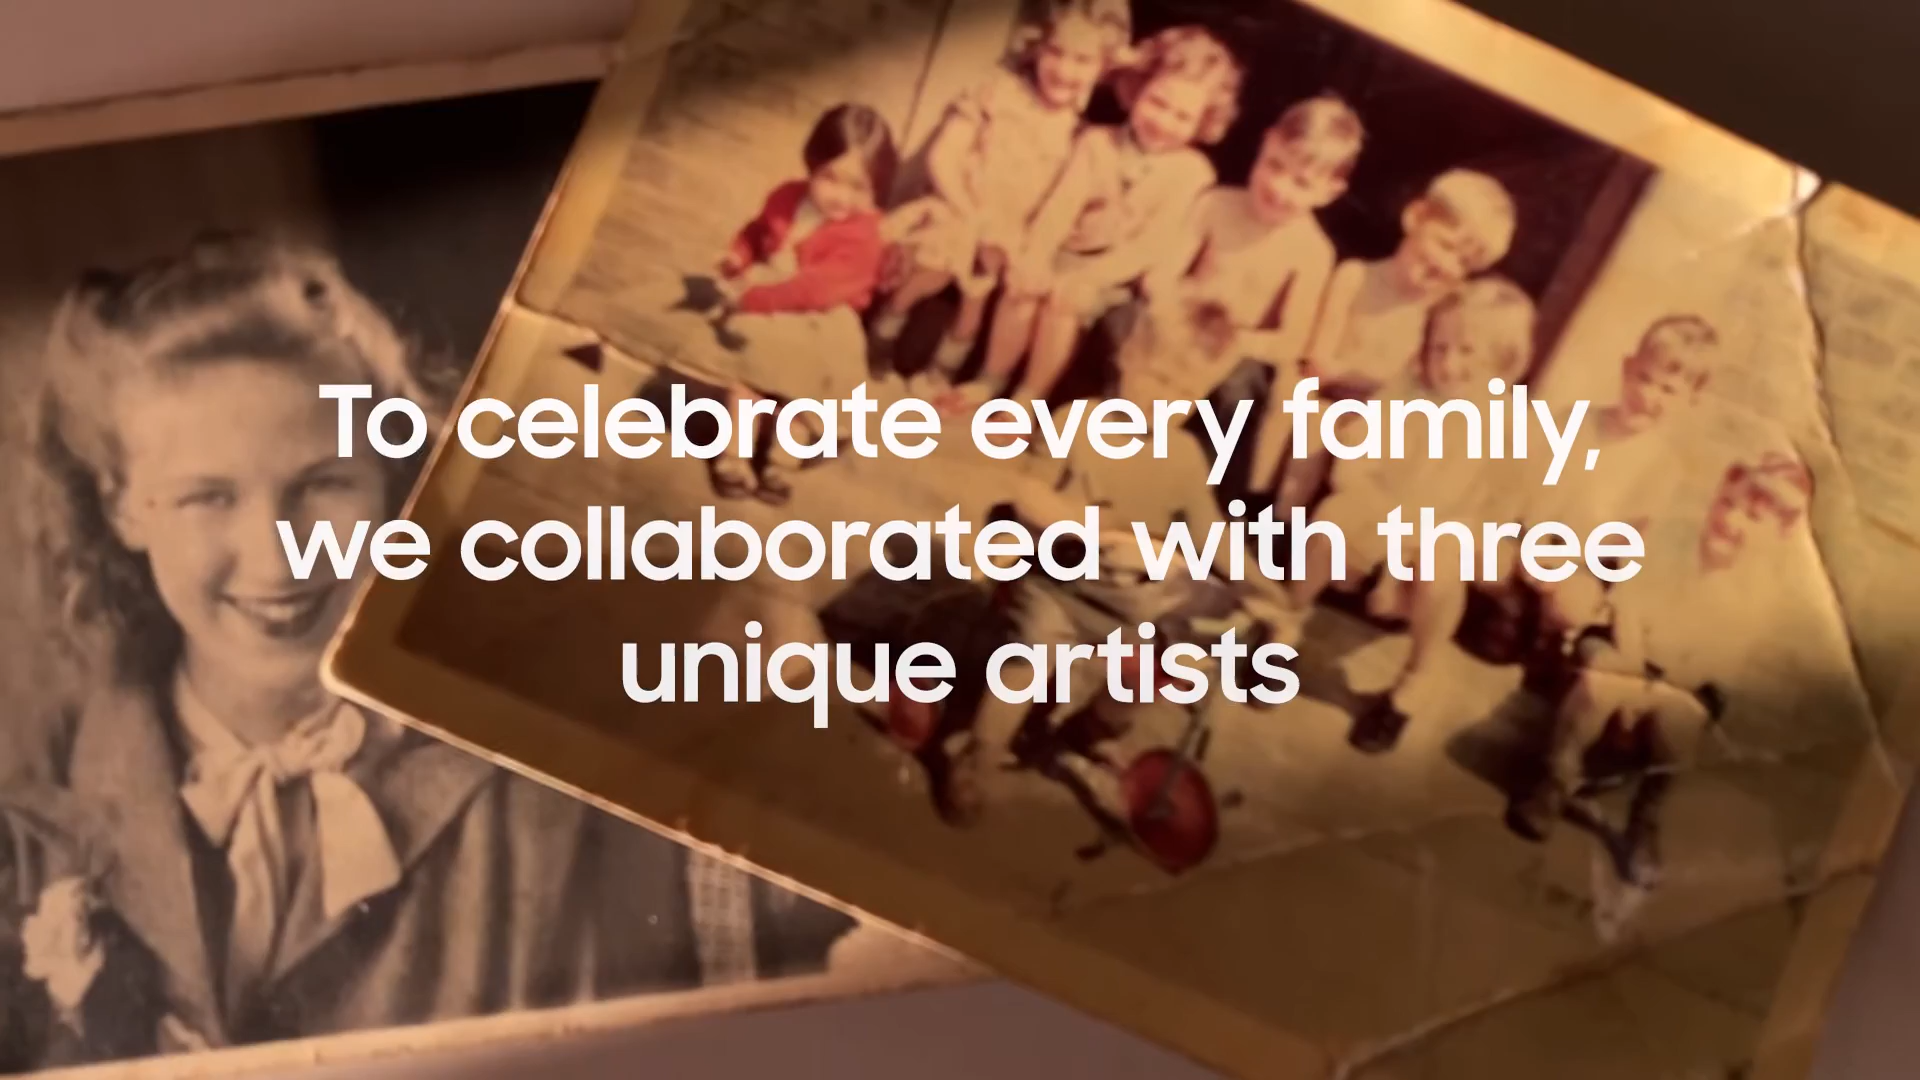 To celebrate every family,
we collaborated with three
unique artists